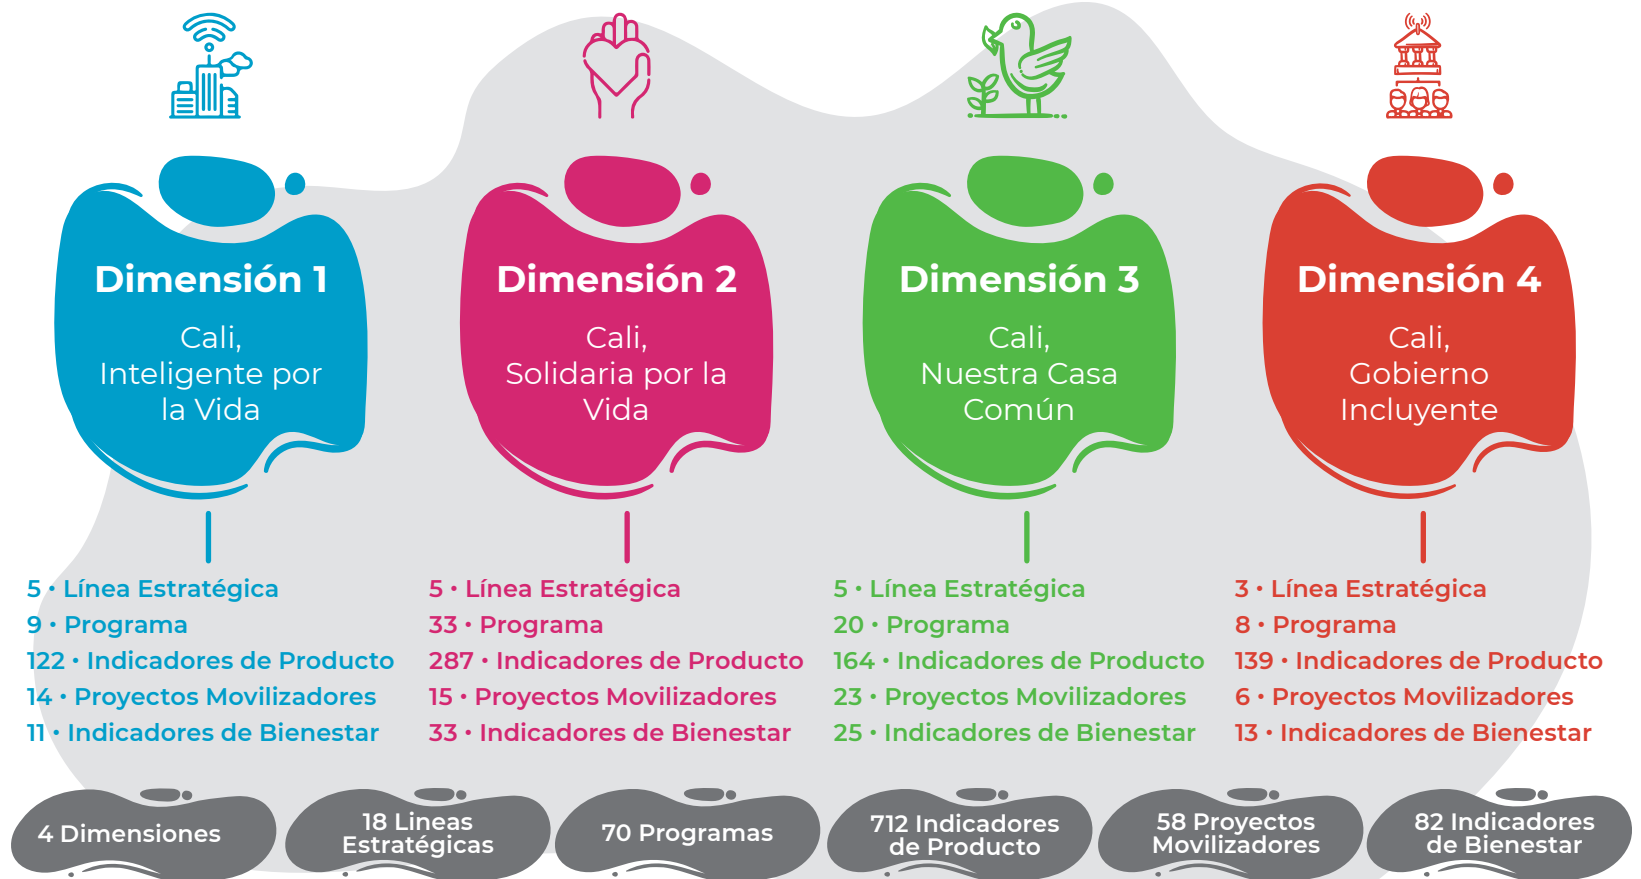 Dimensión 1
Cali,
Inteligente por
la Vida
5 • Línea Estratégica
9 • Programa
122 • Indicadores de Producto
14 • Proyectos Movilizadores
11 • Indicadores de Bienestar
Dimensión 2
Cali,
Solidaria por la
Vida
5 • Línea Estratégica
33 • Programa
287 • Indicadores de Producto
15 • Proyectos Movilizadores
33 • Indicadores de Bienestar
Dimensión 3
Cali,
Nuestra Casa
Común
5 • Línea Estratégica
20 • Programa
164 • Indicadores de Producto
23 • Proyectos Movilizadores
25 • Indicadores de Bienestar
Dimensión 4
Cali,
Gobierno
Incluyente
3 • Línea Estratégica
8 • Programa
139 • Indicadores de Producto
6 • Proyectos Movilizadores
13 • Indicadores de Bienestar
4 Dimensiones
18 Lineas
Estratégicas
70 Programas
712 Indicadores
de Producto
58 Proyectos
Movilizadores
82 Indicadores
de Bienestar